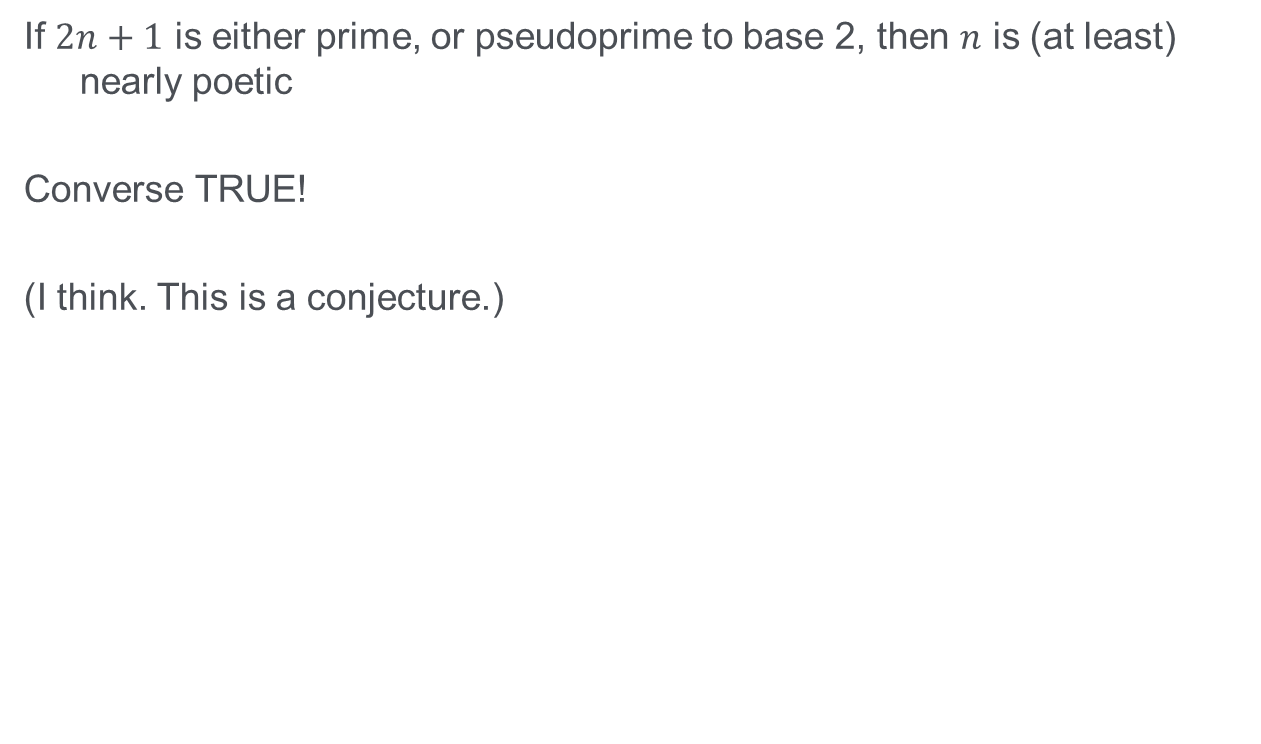 If 2𝑛 + 1 is either prime, or pseudoprime to base 2, then 𝑛 is (at least)
nearly poetic
Converse TRUE!
(I think. This is a conjecture.)